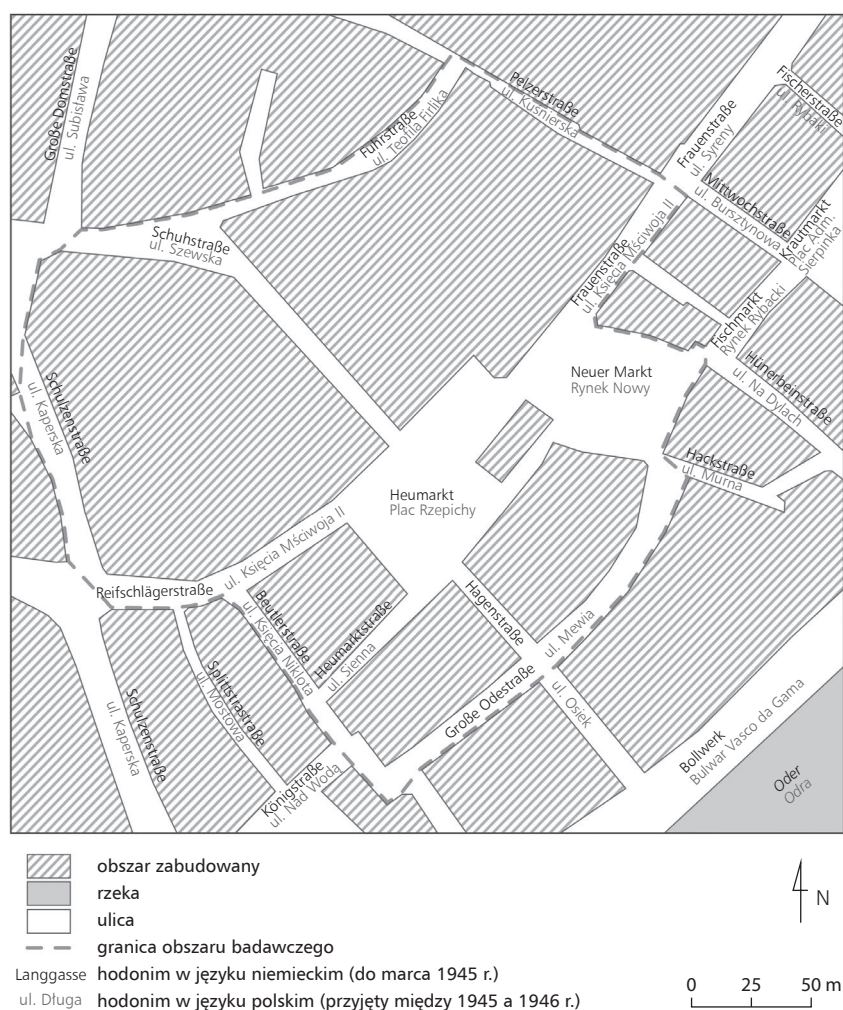 Große Domstraße
ul. Subisława
Fuhrstraße
ul. Teofila Firlika
Pelzerstraße
ul. Kuśnierska
Frauenstraße
ul. Syreny
Fischerstraße
ul. Rybaki
Mittwochstraße
ul. Bursztynowa
Krautmarkt
Plac Adm.
Sierpinka
Schuhstraße
ul. Szewska
Frauenstraße
ul. Księcia Mściwoja II
Fischmarkt
Rynek Rybacki
Hünerbeinstraße
ul. Na Dylach
Neuer Markt
Rynek Nowy
Schulzenstraße
ul. Kaperska
Hackstraße
ul. Murna
Heumarkt
Plac Rzepichy
ul. Księcia Mściwoja II
Reifschlägerstraße
Beutlerstraße
ul. Księcia Niklota
Heumarktstraße
ul. Sienna
Hagenstraße
ul. Mewia
Große Odestraße
ul. Osiek
Splittstrastraße
ul. Mostowa
Schulzenstraße
ul. Kaperska
Königstraße
ul. Nad Wodą
Bollwerk
Bulwar Vasco da Gama
Oder
Odra
obszar zabudowany
rzeka
ulica
granica obszaru badawczego
Langgasse hodonim w języku niemieckim (do marca 1945 r.)
ul. Długa hodonim w języku polskim (przyjęty między 1945 a 1946 r.)
N
0 25 50 m